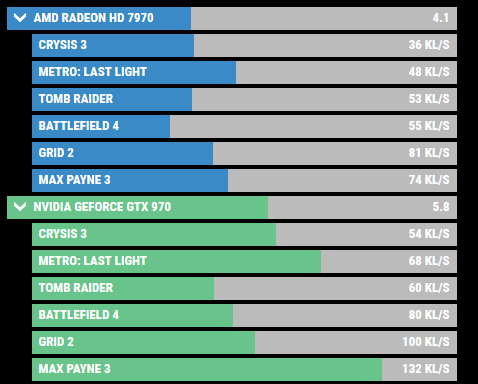 AMD RADEON HD 7970 4.1
CRYSIS 3 36 KL/S
METRO: LAST LIGHT 48 KL/S
TOMB RAIDER 53 KL/S
BATTLEFIELD 4 55 KL/S
GRID 2 81 KL/S
MAX PAYNE 3 74 KL/S
NVIDIA GEFORCE GTX 970 5.8
CRYSIS 3 54 KL/S
METRO: LAST LIGHT 68 KL/S
TOMB RAIDER 60 KL/S
BATTLEFIELD 4 80 KL/S
GRID 2 100 KL/S
MAX PAYNE 3 132 KL/S